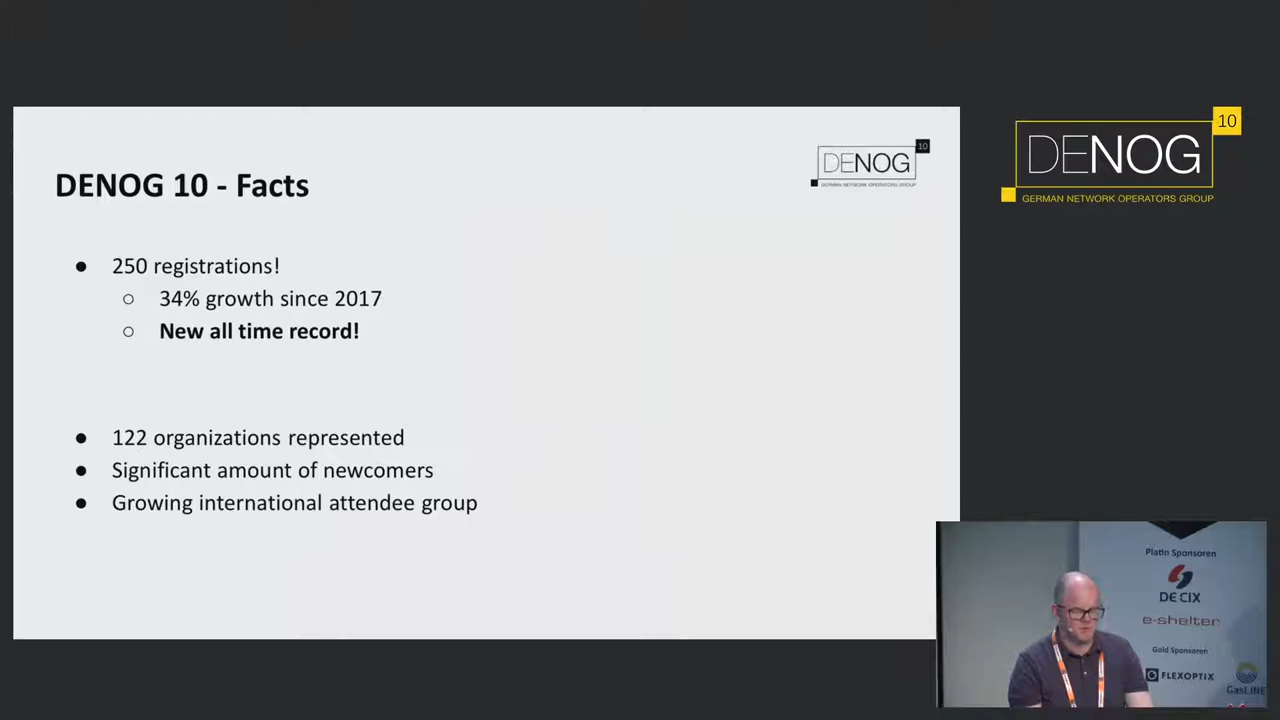 DENOG 10 - Facts
DENOG
10
GERMAN NETWORK OPERATORS GROUP
● 250 registrations!
○ 34% growth since 2017
○ New all time record!
● 122 organizations represented
● Significant amount of newcomers
● Growing international attendee group
DENOG
10
GERMAN NETWORK OPERATORS GROUP
Platin Sponsoren
DE CIX
e-shelter
Gold Sponsoren
FLEXOPTIX
GasLINE